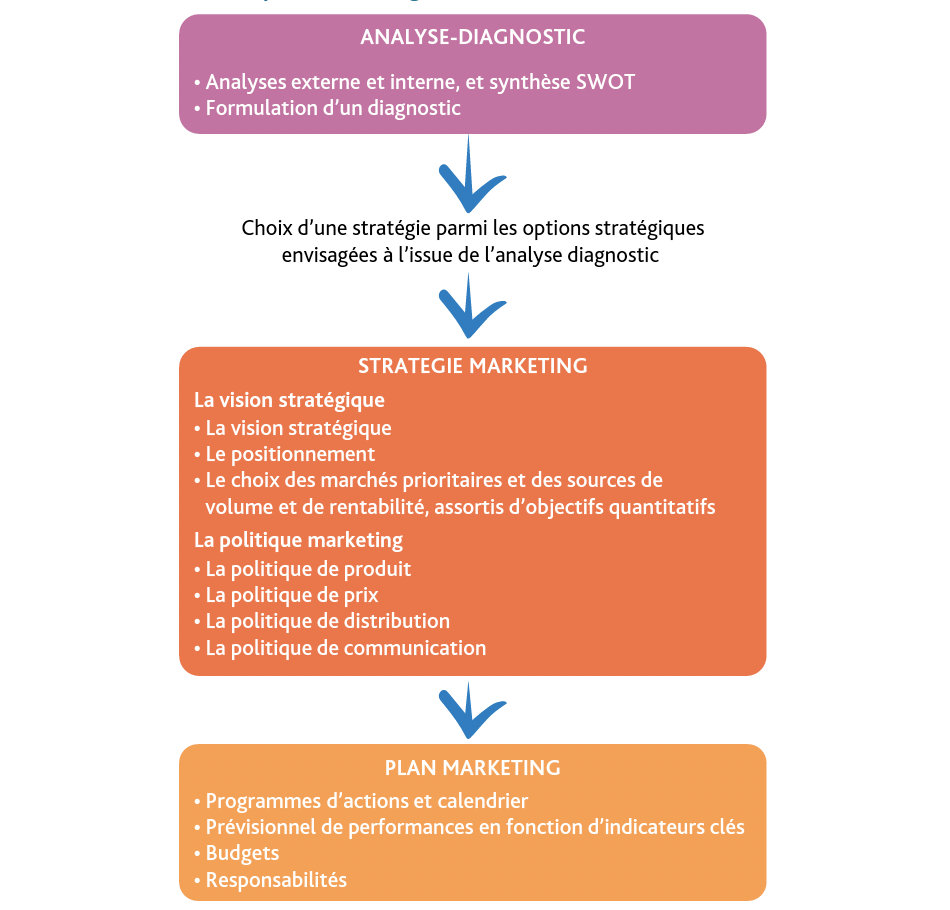 ANALYSE-DIAGNOSTIC
• Analyses externe et interne, et synthèse SWOT
• Formulation d’un diagnostic
Choix d’une stratégie parmi les options stratégiques
envisagées à l’issue de l’analyse diagnostic
STRATEGIE MARKETING
La vision stratégique
• La vision stratégique
• Le positionnement
• Le choix des marchés prioritaires et des sources de
volume et de rentabilité, assortis d’objectifs quantitatifs
La politique marketing
• La politique de produit
• La politique de prix
• La politique de distribution
• La politique de communication
PLAN MARKETING
• Programmes d’actions et calendrier
• Prévisionnel de performances en fonction d’indicateurs clés
• Budgets
• Responsabilités